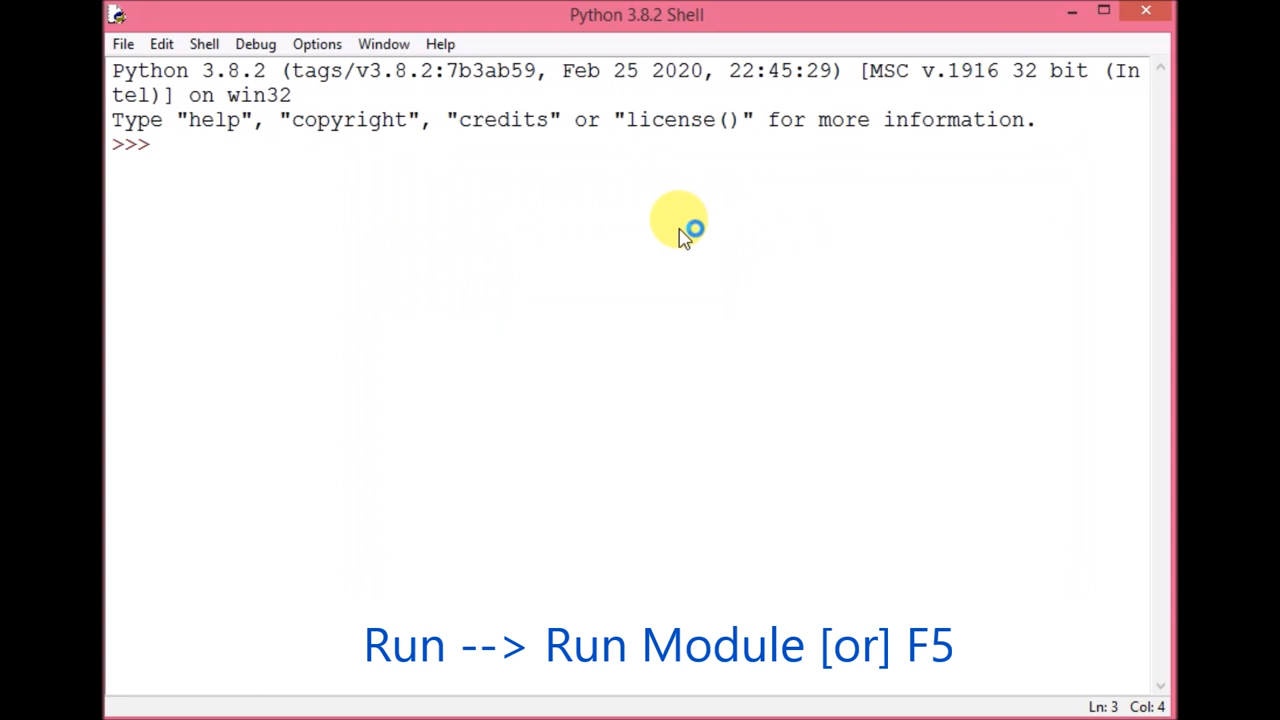 Python 3.8.2 Shell
File Edit Shell Debug Options Window Help
Python 3.8.2 (tags/v3.8.2:7b3ab59, Feb 25 2020, 22:45:29) [MSC v.1916 32 bit (In
tel)] on win32
Type "help", "copyright", "credits" or "license()" for more information.
>>>
Run --> Run Module [or] F5
Ln: 3 Col: 4